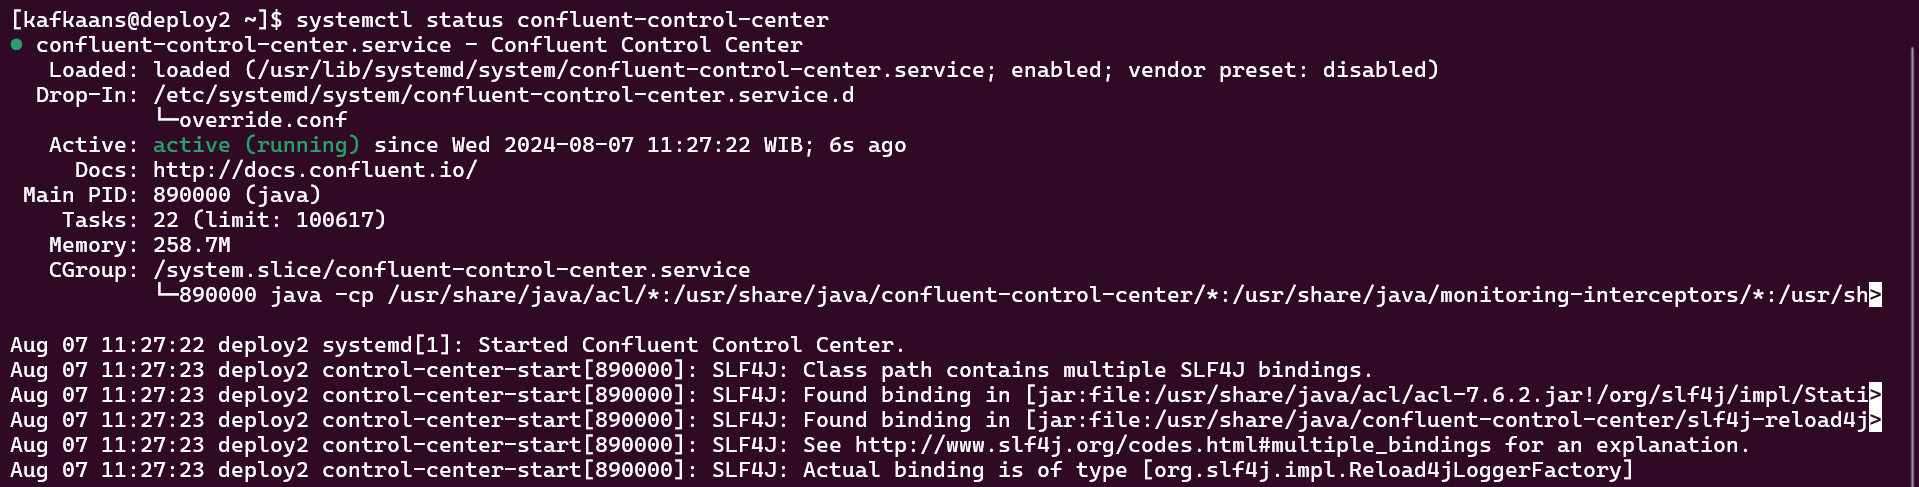 [kafkaans@deploy2 ~]$ systemctl status confluent-control-center
● confluent-control-center.service - Confluent Control Center
   Loaded: loaded (/usr/lib/systemd/system/confluent-control-center.service; enabled; vendor preset: disabled)
  Drop-In: /etc/systemd/system/confluent-control-center.service.d
           └─override.conf
   Active: active (running) since Wed 2024-08-07 11:27:22 WIB; 6s ago
     Docs: http://docs.confluent.io/
 Main PID: 890000 (java)
    Tasks: 22 (limit: 100617)
   Memory: 258.7M
   CGroup: /system.slice/confluent-control-center.service
           └─890000 java -cp /usr/share/java/acl/*:/usr/share/java/confluent-control-center/*:/usr/share/java/monitoring-interceptors/*:/usr/sh>
Aug 07 11:27:22 deploy2 systemd[1]: Started Confluent Control Center.
Aug 07 11:27:23 deploy2 control-center-start[890000]: SLF4J: Class path contains multiple SLF4J bindings.
Aug 07 11:27:23 deploy2 control-center-start[890000]: SLF4J: Found binding in [jar:file:/usr/share/java/acl/acl-7.6.2.jar!/org/slf4j/impl/Stati>
Aug 07 11:27:23 deploy2 control-center-start[890000]: SLF4J: Found binding in [jar:file:/usr/share/java/confluent-control-center/slf4j-reload4j>
Aug 07 11:27:23 deploy2 control-center-start[890000]: SLF4J: See http://www.slf4j.org/codes.html#multiple_bindings for an explanation.
Aug 07 11:27:23 deploy2 control-center-start[890000]: SLF4J: Actual binding is of type [org.slf4j.impl.Reload4jLoggerFactory]